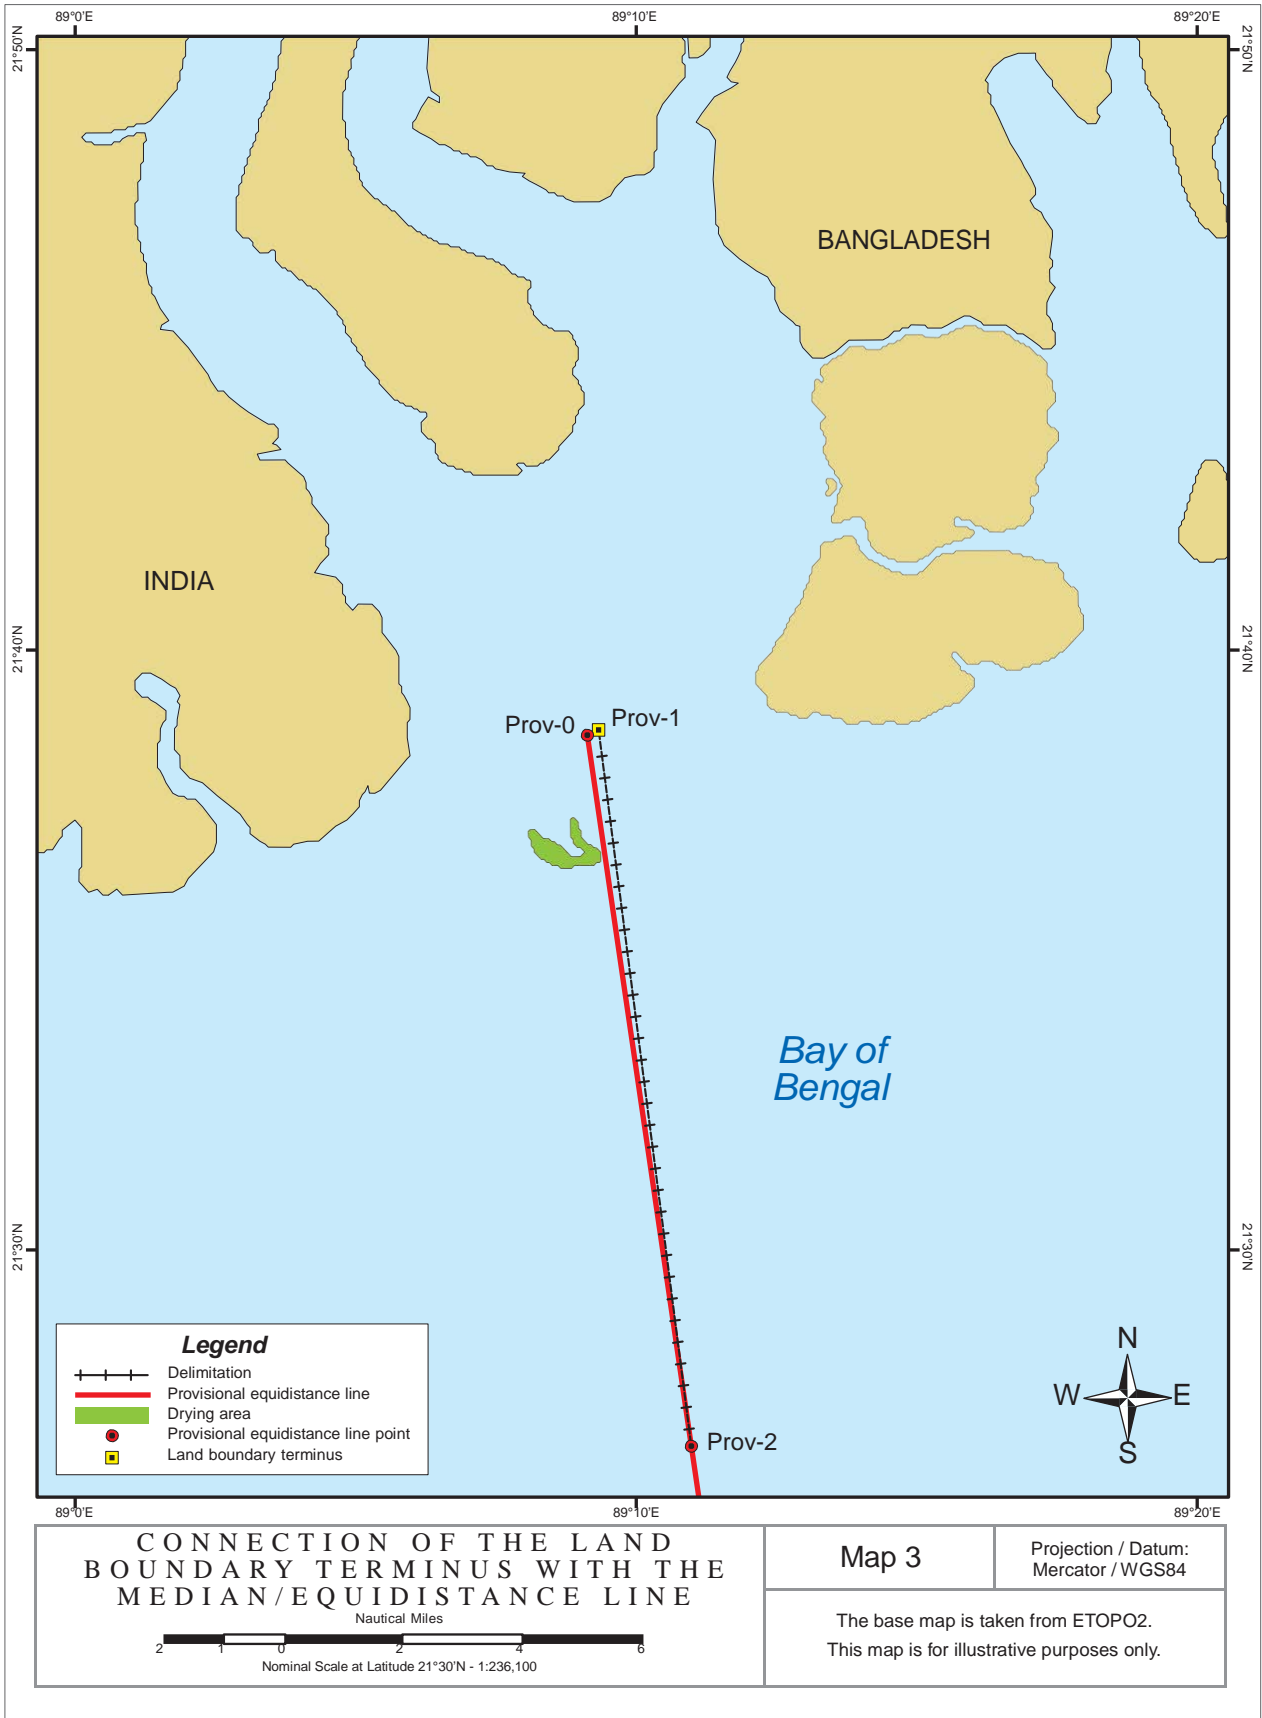 89°0'E
89°10'E
89°20'E
21°50'N
21°50'N
BANGLADESH
INDIA
21°40'N
21°40'N
Prov-0
Prov-1
Bay of
Bengal
21°30'N
21°30'N
Legend
Delimitation
Provisional equidistance line
Drying area
Provisional equidistance line point
Land boundary terminus
N
W
E
S
Prov-2
89°0'E
89°10'E
89°20'E
CONNECTION OF THE LAND
BOUNDARY TERMINUS WITH THE
MEDIAN/EQUIDISTANCE LINE
Nautical Miles
2 1 0 2 4 6
Nominal Scale at Latitude 21°30'N - 1:236,100
Map 3
Projection / Datum:
Mercator / WGS84
The base map is taken from ETOPO2.
This map is for illustrative purposes only.